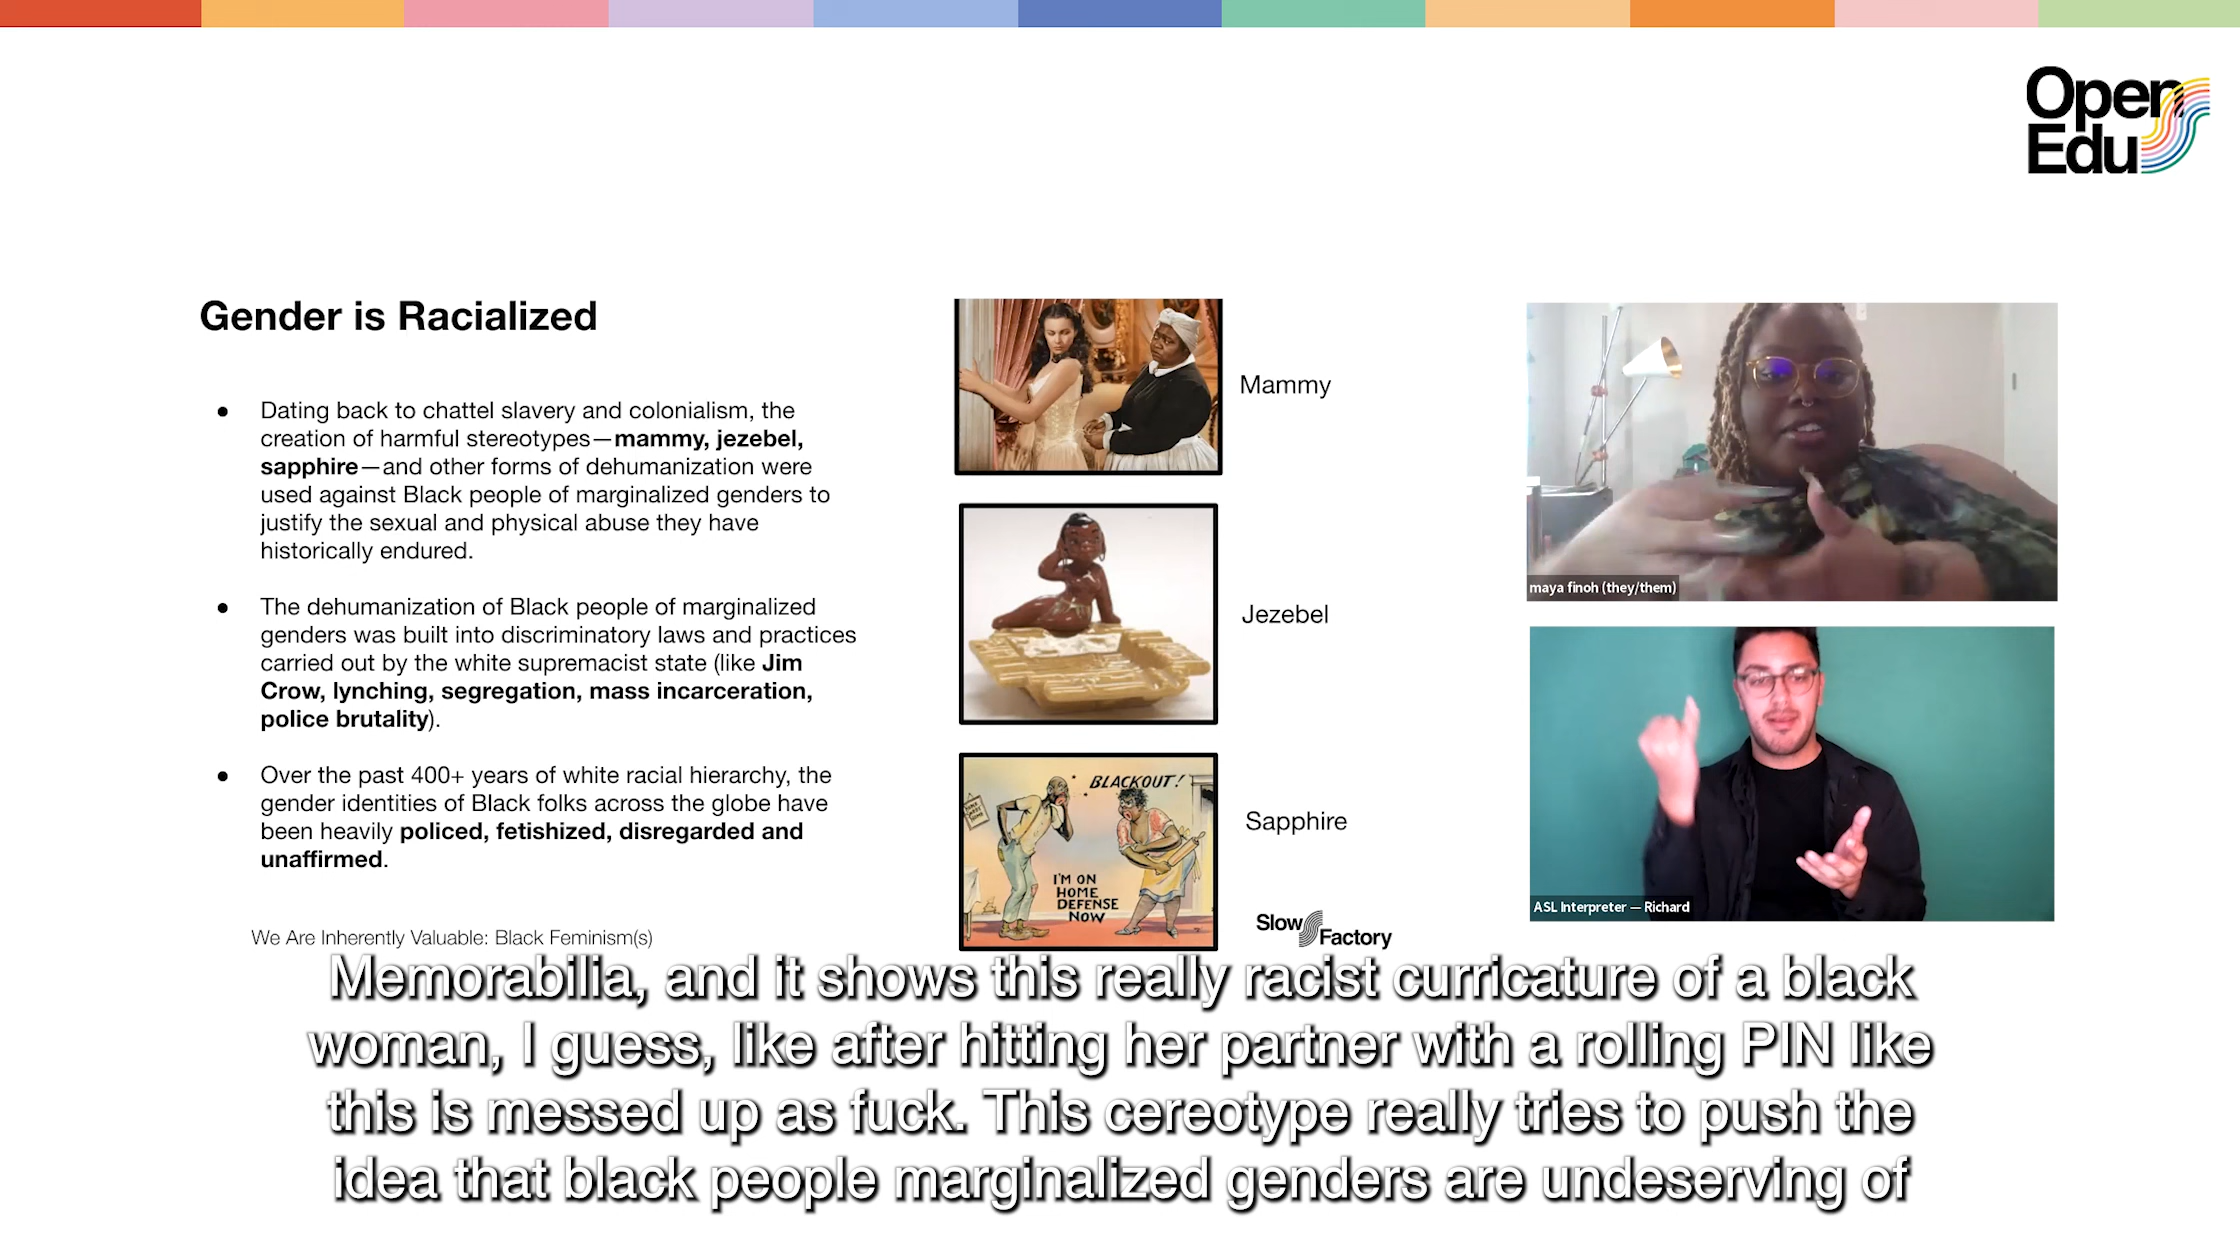 Open
Edu
Gender is Racialized
● Dating back to chattel slavery and colonialism, the
creation of harmful stereotypes—mammy, jezebel,
sapphire—and other forms of dehumanization were
used against Black people of marginalized genders to
justify the sexual and physical abuse they have
historically endured.
● The dehumanization of Black people of marginalized
genders was built into discriminatory laws and practices
carried out by the white supremacist state (like Jim
Crow, lynching, segregation, mass incarceration,
police brutality).
● Over the past 400+ years of white racial hierarchy, the
gender identities of Black folks across the globe have
been heavily policed, fetishized, disregarded and
unaffirmed.
We Are Inherently Valuable: Black Feminism(s)
Mammy
Jezebel
BLACKOUT!
I'M ON
HOME
DEFENSE
NOW
Sapphire
Slow
Factory
maya finoh (they/them)
ASL Interpreter — Richard
Memorabilia, and it shows this really racist curricature of a black
woman, I guess, like after hitting her partner with a rolling PIN like
this is messed up as fuck. This cereotype really tries to push the
idea that black people marginalized genders are undeserving of